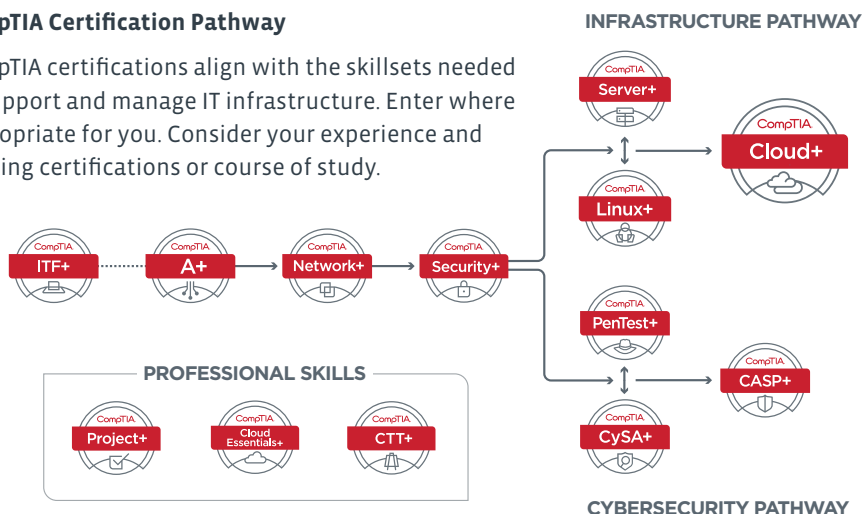 pTIA Certification Pathway
pTIA certifications align with the skillsets needed
pport and manage IT infrastructure. Enter where
opriate for you. Consider your experience and
ing certifications or course of study.
INFRASTRUCTURE PATHWAY
CompTIA
Server+
CompTIA
Cloud+
CompTIA
Linux+
CompTIA
ITF+
CompTIA
A+
CompTIA
Network+
CompTIA
Security+
CompTIA
PenTest+
CompTIA
CASP+
CompTIA
CySA+
PROFESSIONAL SKILLS
CompTIA
Project+
CompTIA
Cloud
Essentials+
CompTIA
CTT+
CYBERSECURITY PATHWAY